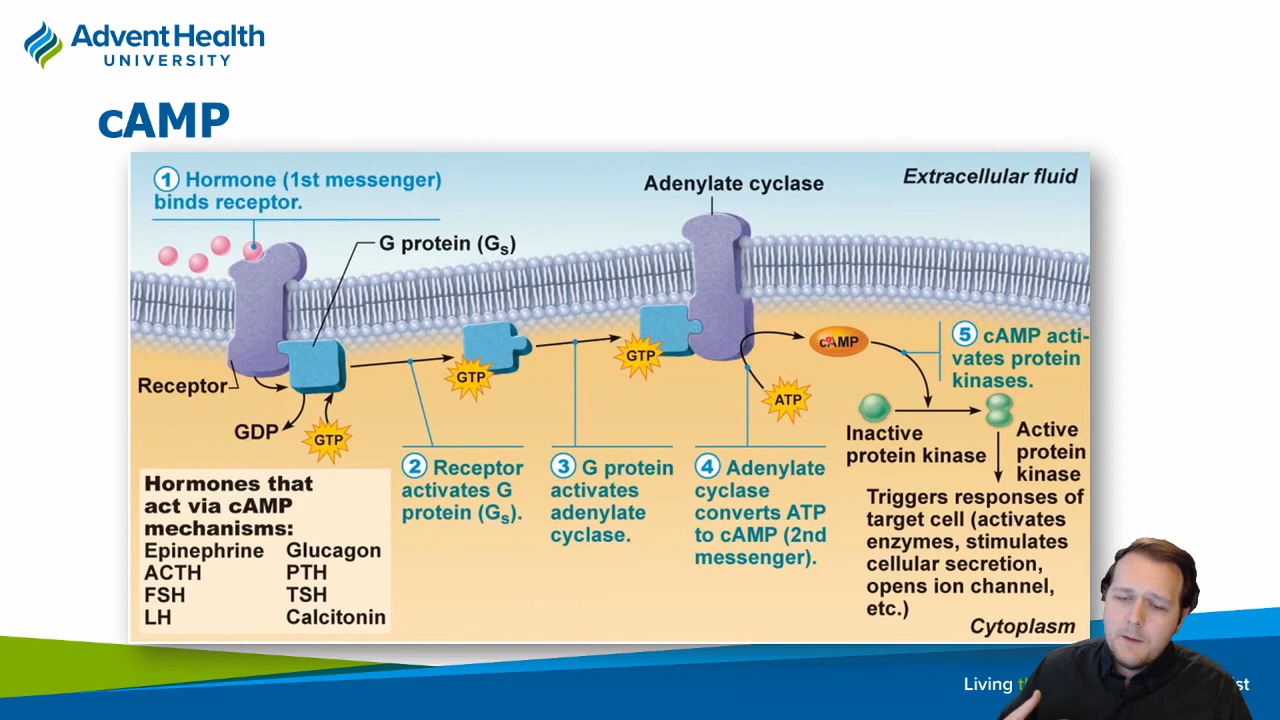 AdventHealth
UNIVERSITY
cAMP
1 Hormone (1st messenger)
binds receptor.
G protein (Gs)
Adenylate cyclase
Extracellular fluid
Receptor
GDP
GTP
GTP
GTP
ATP
cAMP
5 cAMP acti-
vates protein
kinases.
Inactive
protein kinase
Active
protein
kinase
2 Receptor
activates G
protein (Gs).
3 G protein
activates
adenylate
cyclase.
4 Adenylate
cyclase
converts ATP
to cAMP (2nd
messenger).
Triggers responses of
target cell (activates
enzymes, stimulates
cellular secretion,
opens ion channel,
etc.)
Cytoplasm
Hormones that
act via cAMP
mechanisms:
Epinephrine Glucagon
ACTH PTH
FSH TSH
LH Calcitonin
Living